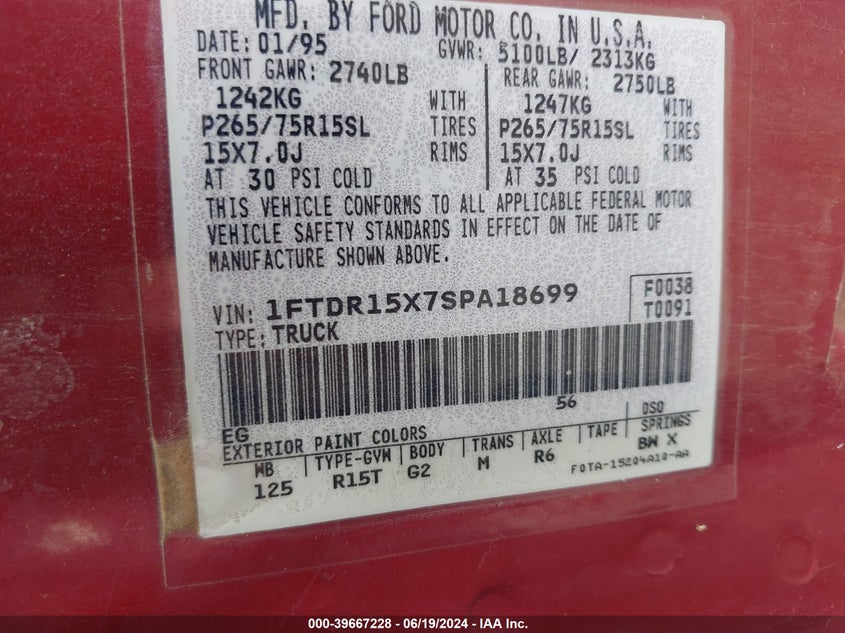 MFD. BY FORD MOTOR CO. IN U.S.A.
DATE: 01/95 GVWR: 5100LB/ 2313KG
FRONT GAWR: 2740LB REAR GAWR: 2750LB
1242KG WITH 1247KG WITH
P265/75R15SL TIRES P265/75R15SL TIRES
15X7.0J RIMS 15X7.0J RIMS
AT 30 PSI COLD AT 35 PSI COLD
THIS VEHICLE CONFORMS TO ALL APPLICABLE FEDERAL MOTOR
VEHICLE SAFETY STANDARDS IN EFFECT ON THE DATE OF
MANUFACTURE SHOWN ABOVE.
VIN: 1FTDR15X7SPA18699 F0038
TYPE: TRUCK T0091
EG 56 DSO
EXTERIOR PAINT COLORS
WB TYPE-GVW BODY TRANS AXLE TAPE SPRINGS
125 R15T G2 M R6 BW X
F0TA-15204A10-AA
000-39667228 - 06/19/2024 - IAA Inc.